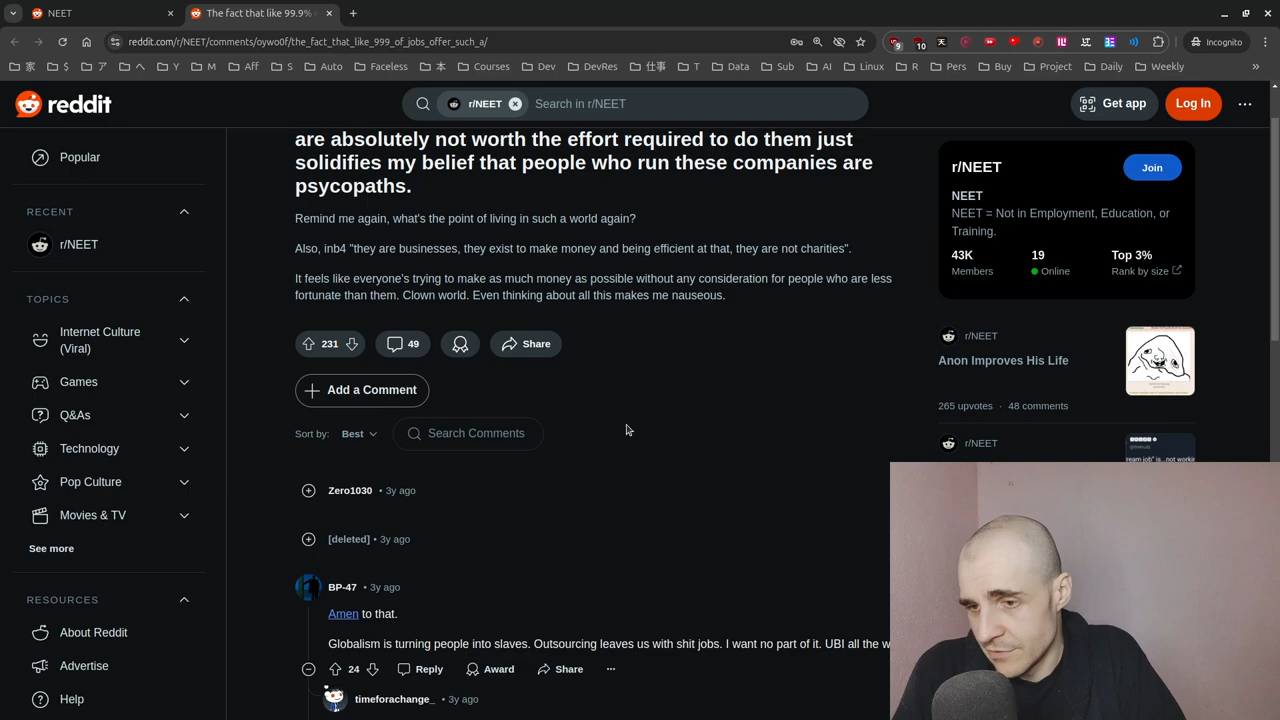 NEET
The fact that like 99.9%
reddit.com/r/NEET/comments/oywo0f/the_fact_that_like_999_of_jobs_offer_such_a/
9
10
Incognito
家 $ ア へ Y M Aff S Auto Faceless 本 Courses Dev DevRes 仕事 T Data Sub AI Linux R Pers Buy Project Daily Weekly
reddit
r/NEET
Search in r/NEET
Get app
Log In
Popular
RECENT
r/NEET
TOPICS
Internet Culture
(Viral)
Games
Q&As
Technology
Pop Culture
Movies & TV
See more
RESOURCES
About Reddit
Advertise
Help
are absolutely not worth the effort required to do them just
solidifies my belief that people who run these companies are
psycopaths.
Remind me again, what's the point of living in such a world again?
Also, inb4 "they are businesses, they exist to make money and being efficient at that, they are not charities".
It feels like everyone's trying to make as much money as possible without any consideration for people who are less
fortunate than them. Clown world. Even thinking about all this makes me nauseous.
231
49
Share
Add a Comment
Sort by: Best
Search Comments
Zero1030 • 3y ago
[deleted] • 3y ago
BP-47 • 3y ago
Amen to that.
Globalism is turning people into slaves. Outsourcing leaves us with shit jobs. I want no part of it. UBI all the w
24
Reply
Award
Share
timeforachange_ • 3y ago
r/NEET
Join
NEET
NEET = Not in Employment, Education, or
Training.
43K
19
Top 3%
Members
Online
Rank by size
r/NEET
Anon Improves His Life
265 upvotes · 48 comments
r/NEET